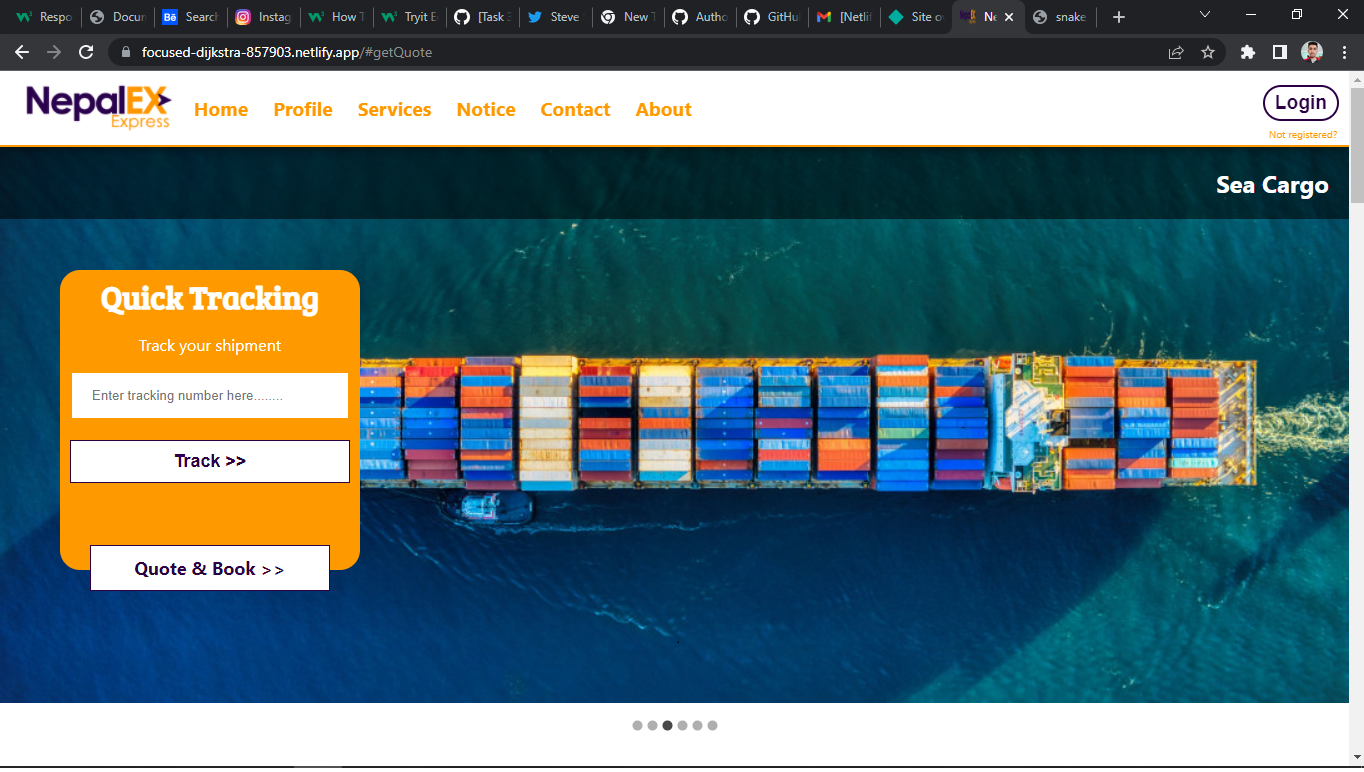 Respo
Docun
Search
Instag
How T
Tryit E
[Task
Steve
New T
Autho
GitHu
[Netlif
Site o
Ne
snake
focused-dijkstra-857903.netlify.app/#getQuote
NepalEX
Express
Home
Profile
Services
Notice
Contact
About
Login
Not registered?
Sea Cargo
Quick Tracking
Track your shipment
Enter tracking number here........
Track >>
Quote & Book >>